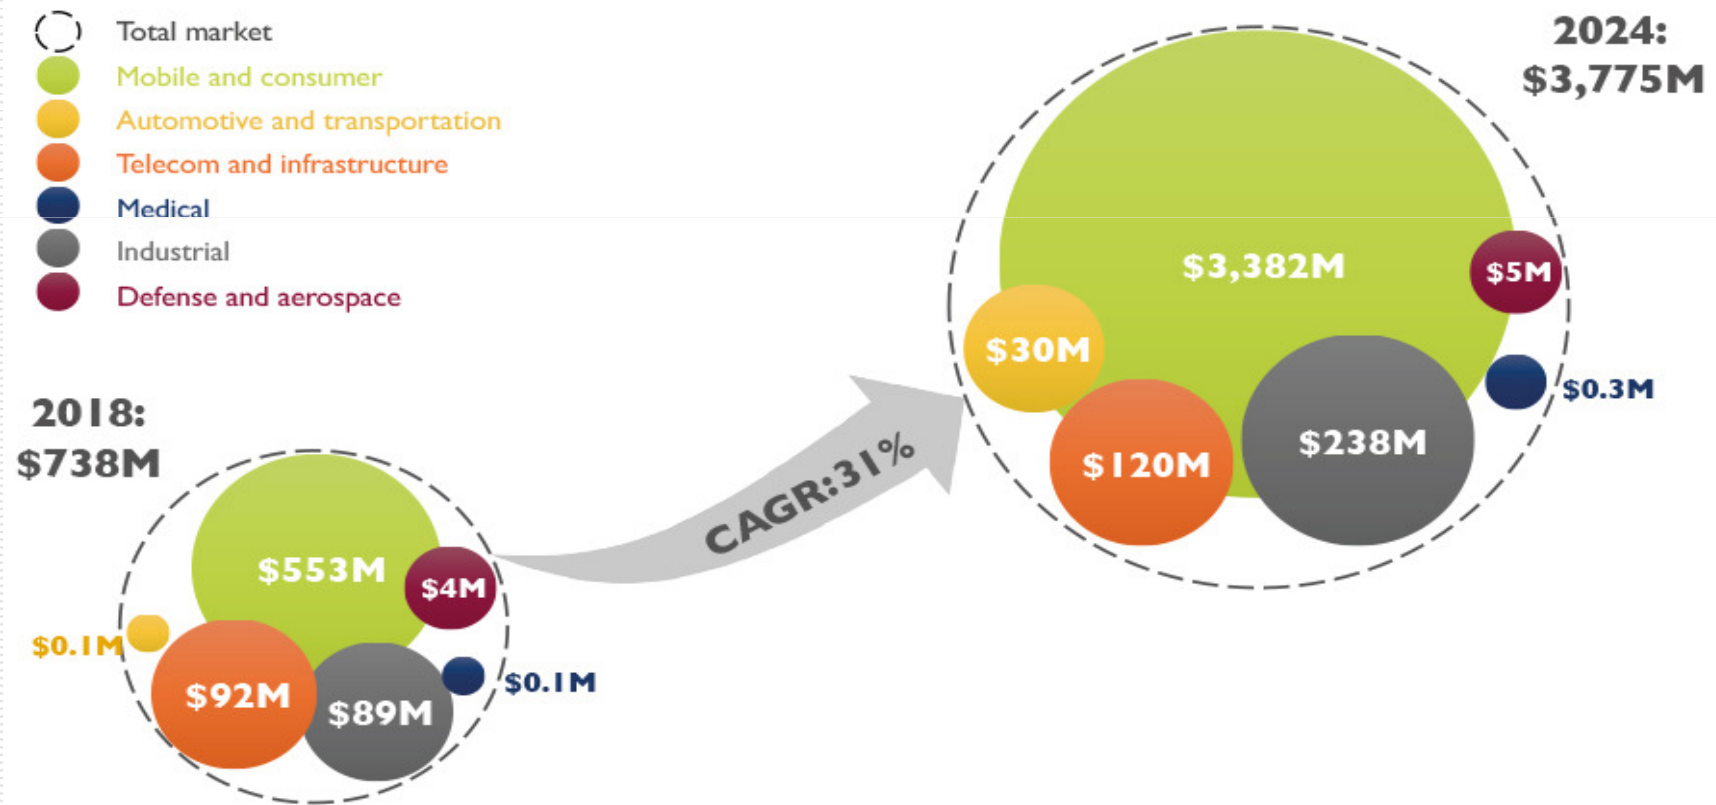 Total market
Mobile and consumer
Automotive and transportation
Telecom and infrastructure
Medical
Industrial
Defense and aerospace
2018:
$738M
$553M
$4M
$0.1M
$92M
$89M
$0.1M
CAGR:31%
2024:
$3,775M
$3,382M
$5M
$30M
$0.3M
$120M
$238M